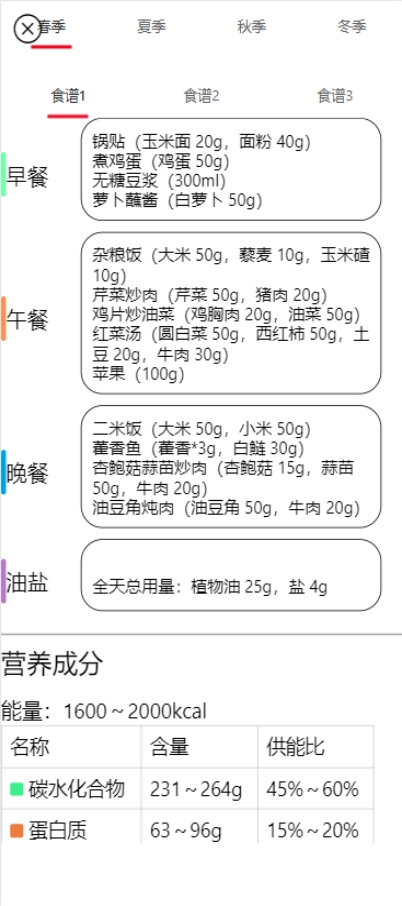 春季 夏季 秋季 冬季
食谱1 食谱2 食谱3
早餐
锅贴（玉米面 20g，面粉 40g）
煮鸡蛋（鸡蛋 50g）
无糖豆浆（300ml）
萝卜蘸酱（白萝卜 50g）
午餐
杂粮饭（大米 50g，藜麦 10g，玉米碴
10g）
芹菜炒肉（芹菜 50g，猪肉 20g）
鸡片炒油菜（鸡胸肉 20g，油菜 50g）
红菜汤（圆白菜 50g，西红柿 50g，土
豆 20g，牛肉 30g）
苹果（100g）
晚餐
二米饭（大米 50g，小米 50g）
藿香鱼（藿香*3g，白鲢 30g）
杏鲍菇蒜苗炒肉（杏鲍菇 15g，蒜苗
50g，牛肉 20g）
油豆角炖肉（油豆角 50g，牛肉 20g）
油盐
全天总用量：植物油 25g，盐 4g
营养成分
能量：1600～2000kcal
名称 含量 供能比
碳水化合物 231～264g 45%～60%
蛋白质 63～96g 15%～20%